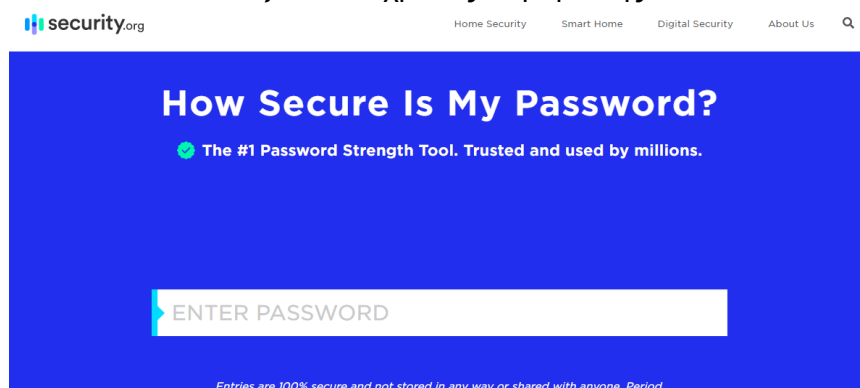 security.org
Home Security Smart Home Digital Security About Us
How Secure Is My Password?
The #1 Password Strength Tool. Trusted and used by millions.
ENTER PASSWORD
Entries are 100% secure and not stored in any way or shared with anyone. Period.